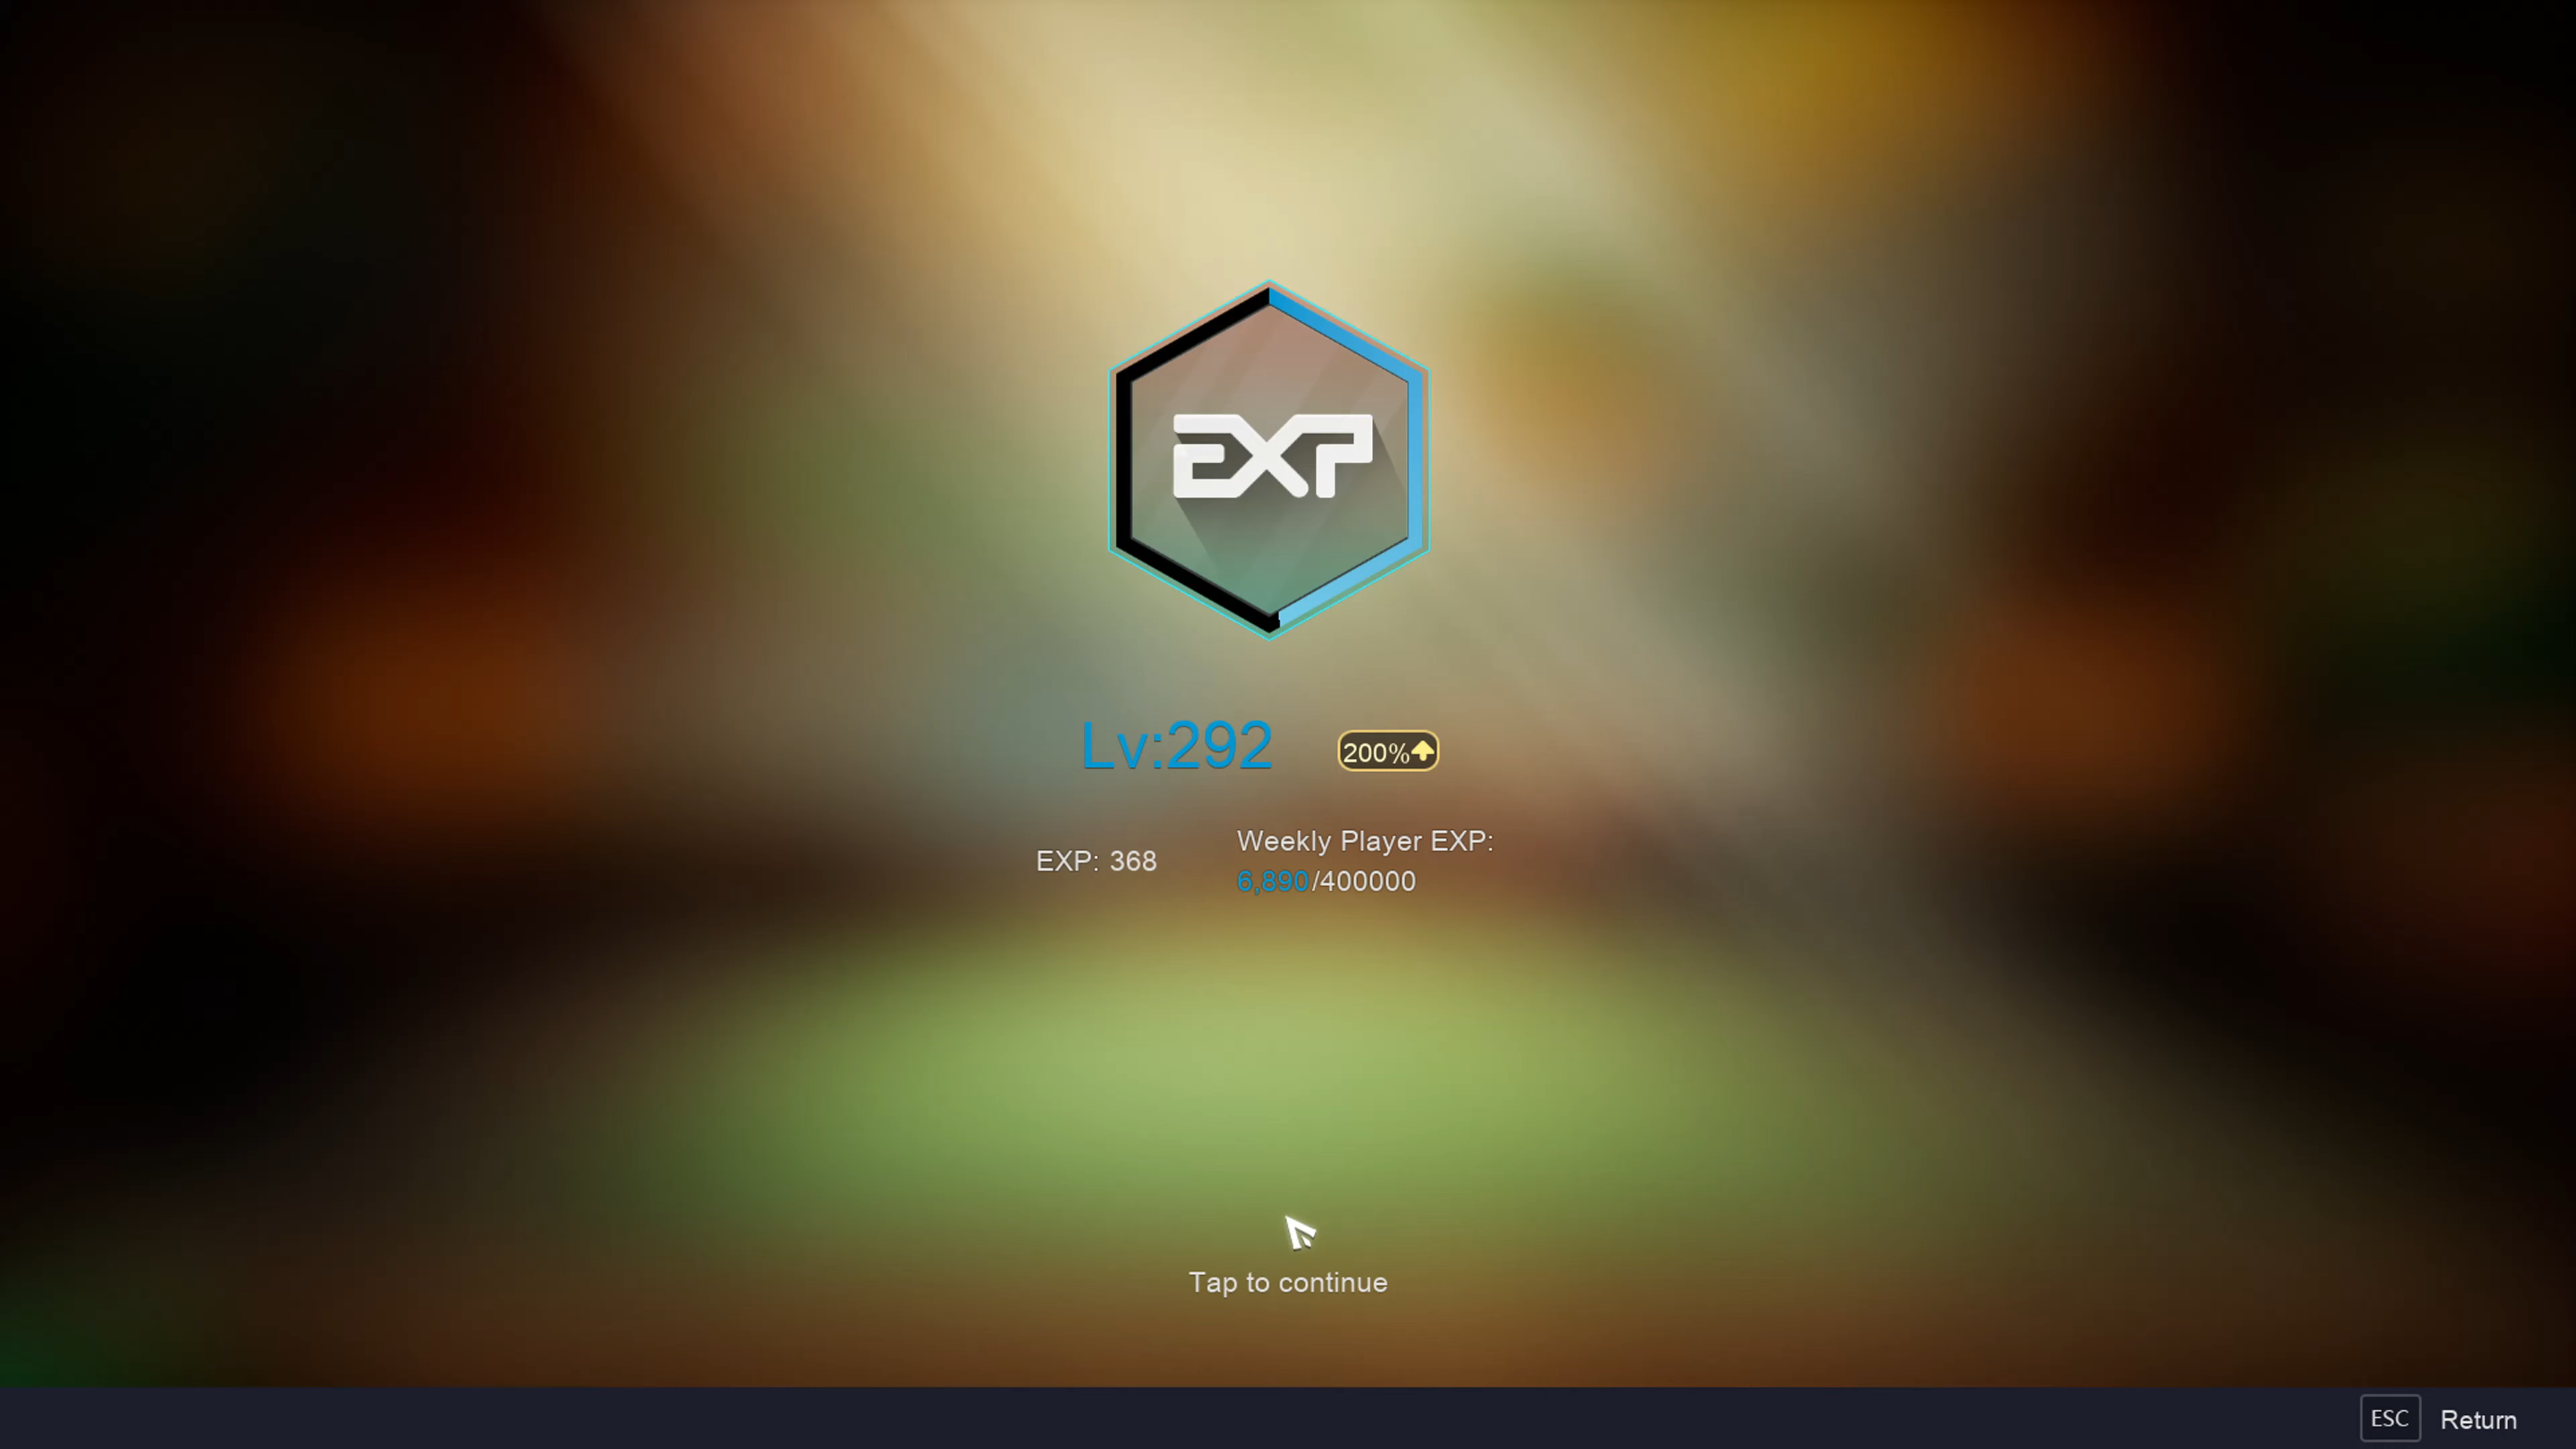 EXP
Lv:292
200%
EXP: 368
Weekly Player EXP:
6,890/400000
Tap to continue
ESC Return